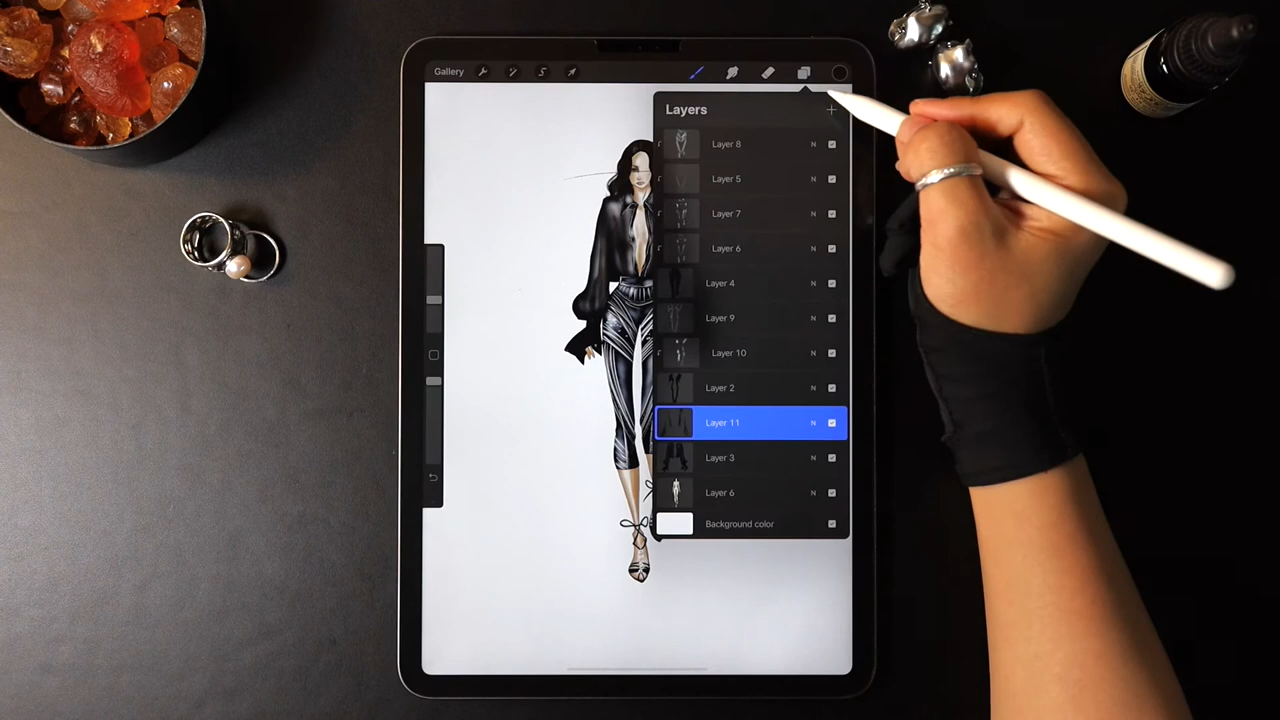 Gallery
Layers
Layer 8 N
Layer 5 N
Layer 7 N
Layer 6 N
Layer 4 N
Layer 9 N
Layer 10 N
Layer 2 N
Layer 11 N
Layer 3 N
Layer 6 N
Background color